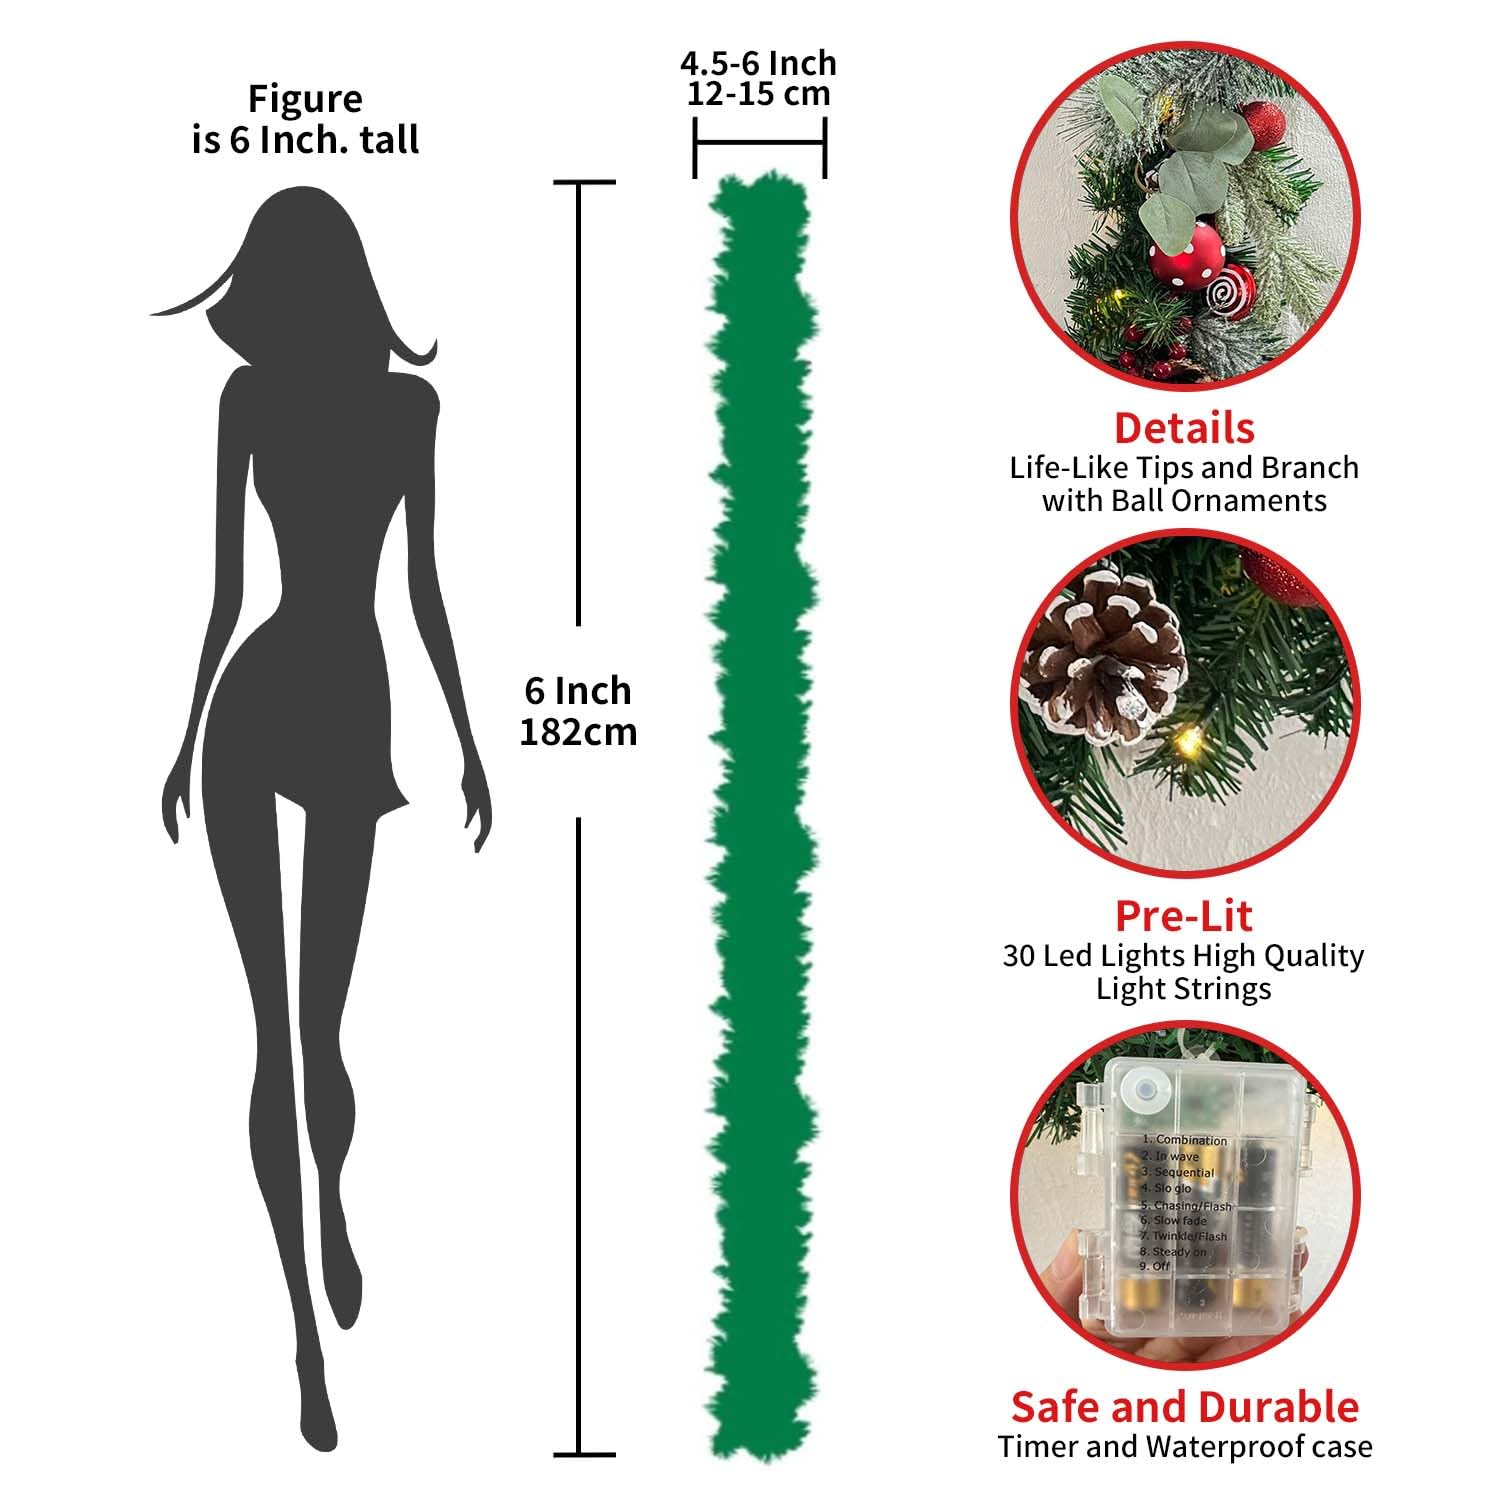 Figure
is 6 Inch. tall
4.5-6 Inch
12-15 cm
6 Inch
182cm
Details
Life-Like Tips and Branch
with Ball Ornaments
Pre-Lit
30 Led Lights High Quality
Light Strings
1. Combination
2. In wave
3. Sequential
4. Slo glo
5. Chasing/Flash
6. Slow fade
7. Twinkle/Flash
8. Steady on
9. Off
Safe and Durable
Timer and Waterproof case